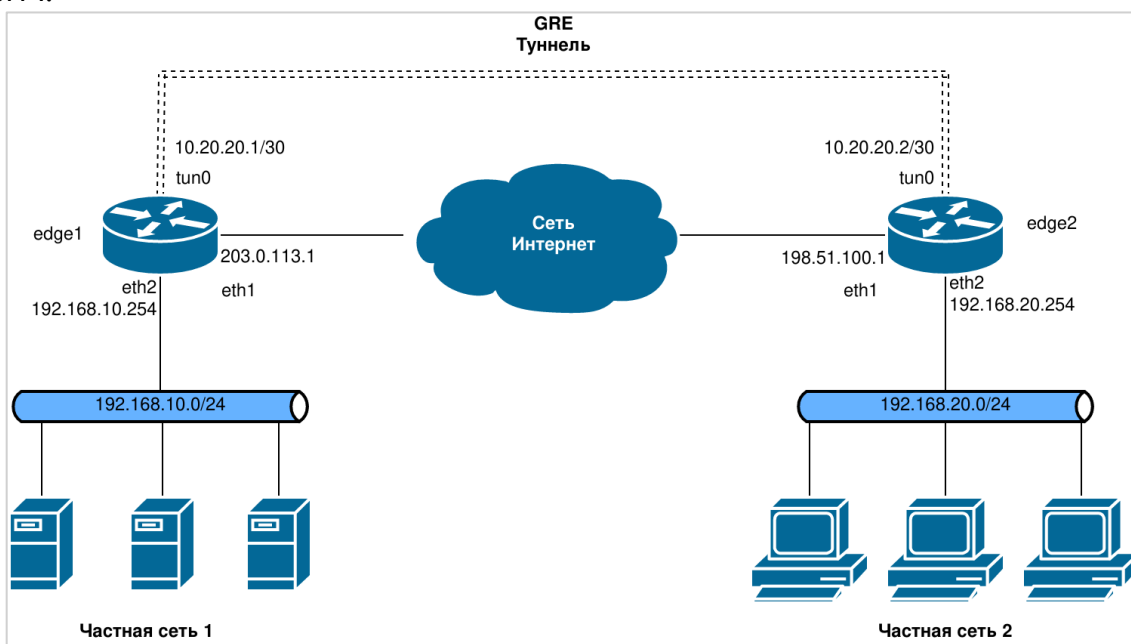 GRE
Туннель
10.20.20.1/30
tun0
10.20.20.2/30
tun0
edge1
203.0.113.1
eth1
eth2
192.168.10.254
Сеть
Интернет
edge2
198.51.100.1
eth1
eth2
192.168.20.254
192.168.10.0/24
192.168.20.0/24
Частная сеть 1
Частная сеть 2